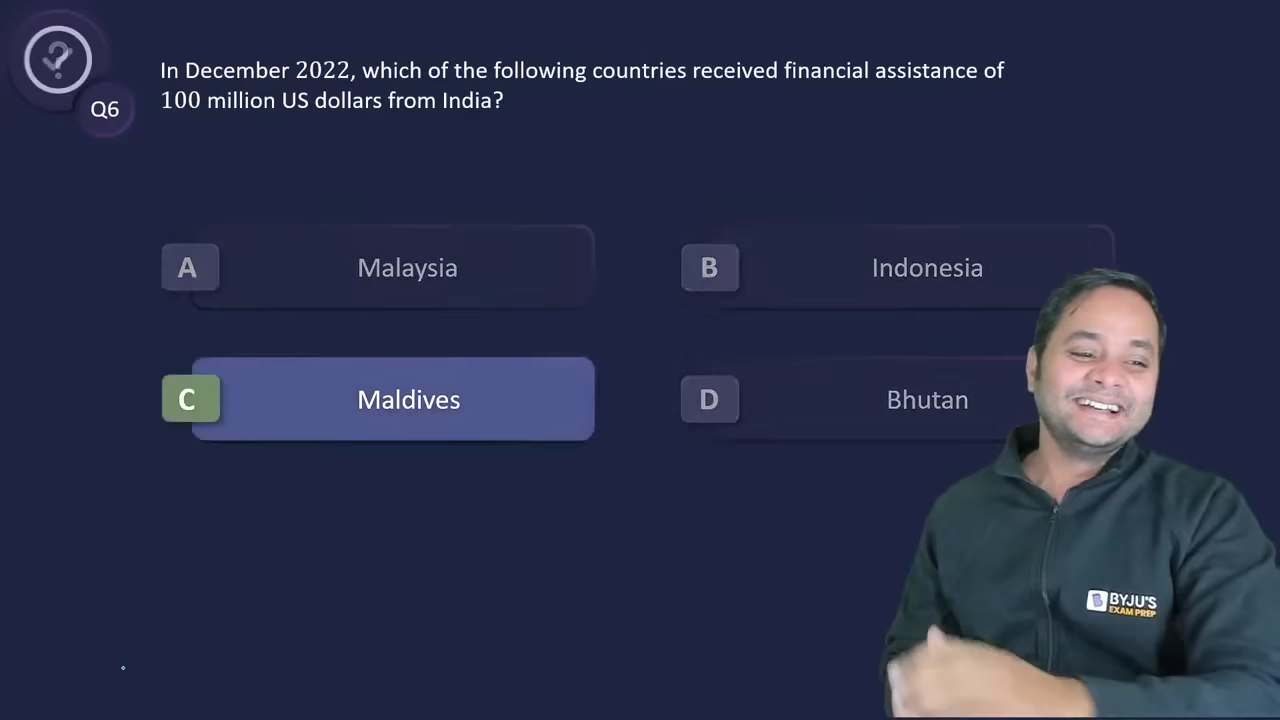 In December 2022, which of the following countries received financial assistance of
100 million US dollars from India?
Q6
A Malaysia
B Indonesia
C Maldives
D Bhutan
BYJU'S
EXAM PREP